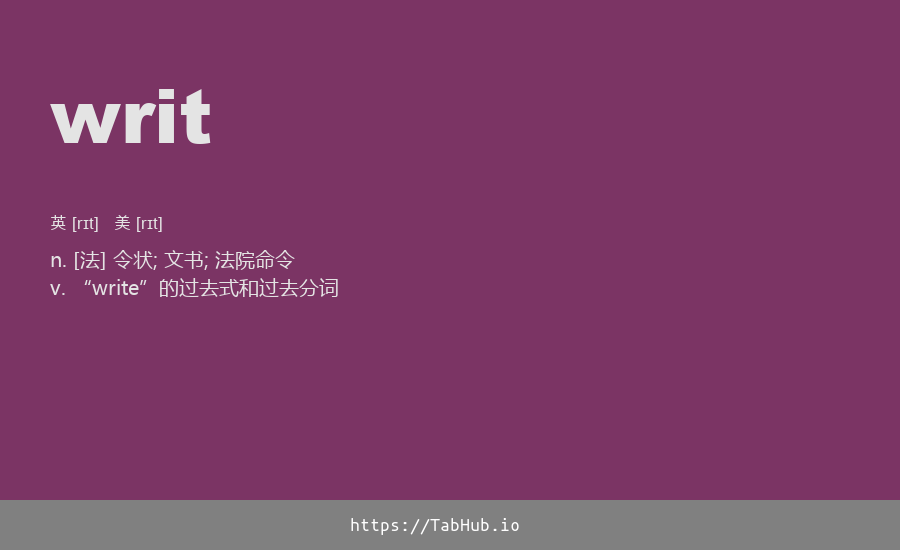 writ
英 [rɪt] 美 [rɪt]
n. [法] 令状; 文书; 法院命令
v. “write”的过去式和过去分词
https://TabHub.io